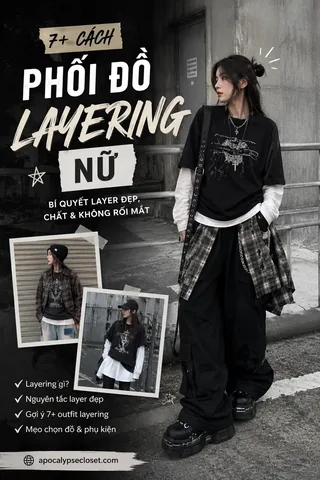 7+ CÁCH
PHỐI ĐỒ
LAYERING
NỮ
BÍ QUYẾT LAYER ĐẸP,
CHẤT & KHÔNG RỐI MẮT
Layering gì?
Nguyên tắc layer đẹp
Gợi ý 7+ outfit layering
Mẹo chọn đồ & phụ kiện
apocalypsecloset.com